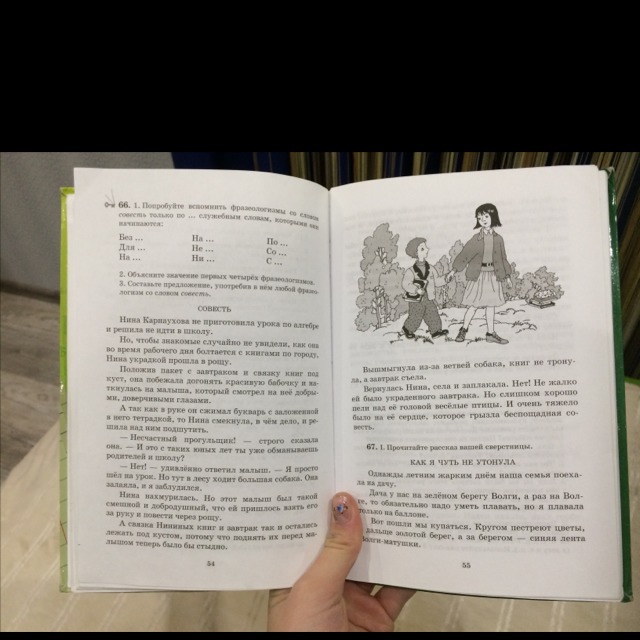 66. 1. Попробуйте вспомнить фразеологизмы со словом
совесть только по ... служебным словам, которыми они
начинаются:
Без ... На ... По ...
Для ... Не ... Со ...
На ... Ни ... С ...
2. Объясните значение первых четырёх фразеологизмов.
3. Составьте предложение, употребив в нём любой фразео-
логизм со словом совесть.
СОВЕСТЬ
Нина Карнаухова не приготовила урока по алгебре
и решила не идти в школу.
Но, чтобы знакомые случайно не увидели, как она
во время рабочего дня болтается с книгами по городу,
Нина украдкой прошла в рощу.
Положив пакет с завтраком и связку книг под
куст, она побежала догонять красивую бабочку и на-
ткнулась на малыша, который смотрел на неё добры-
ми, доверчивыми глазами.
А так как в руке он сжимал букварь с заложенной
в него тетрадкой, то Нина смекнула, в чём дело, и ре-
шила над ним подшутить.
— Несчастный прогульщик! — строго сказала
она. — И это с таких юных лет ты уже обманываешь
родителей и школу?
— Нет! — удивлённо ответил малыш. — Я просто
шёл на урок. Но тут в лесу ходит большая собака. Она
залаяла, и я заблудился.
Нина нахмурилась. Но этот малыш был такой
смешной и добродушный, что ей пришлось взять его
за руку и повести через рощу.
А связка Нининых книг и завтрак так и остались
лежать под кустом, потому что поднять их перед ма-
лышом теперь было бы стыдно.
54
Вышмыгнула из-за ветвей собака, книг не трону-
ла, а завтрак съела.
Вернулась Нина, села и заплакала. Нет! Не жалко
ей было украденного завтрака. Но слишком хорошо
пели над её головой весёлые птицы. И очень тяжело
было на её сердце, которое грызла беспощадная со-
весть.
67. 1. Прочитайте рассказ вашей сверстницы.
КАК Я ЧУТЬ НЕ УТОНУЛА
Однажды летним жарким днём наша семья поеха-
ла на дачу.
Дача у нас на зелёном берегу Волги, а раз на Вол-
ге, то обязательно надо уметь плавать, но я плавала
только на баллоне.
Вот пошли мы купаться. Кругом пестреют цветы,
дальше золотой берег, а за берегом — синяя лента
Волги-матушки.
55